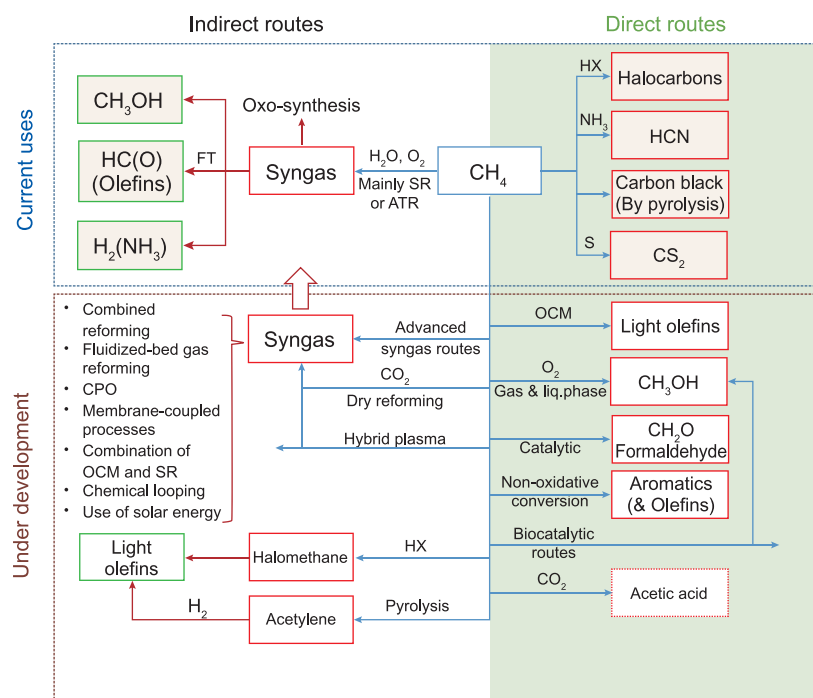 Indirect routes
Direct routes
Current uses
CH₃OH
HC(O)
(Olefins)
H₂(NH₃)
FT
Oxo-synthesis
Syngas
H₂O, O₂
Mainly SR
or ATR
CH₄
HX
Halocarbons
NH₃
HCN
Carbon black
(By pyrolysis)
S
CS₂
Under development
• Combined
reforming
• Fluidized-bed gas
reforming
• CPO
• Membrane-coupled
processes
• Combination of
OCM and SR
• Chemical looping
• Use of solar energy
Syngas
Advanced
syngas routes
CO₂
Dry reforming
Hybrid plasma
OCM
Light olefins
O₂
Gas & liq.phase
CH₃OH
Catalytic
CH₂O
Formaldehyde
Non-oxidative
conversion
Aromatics
(& Olefins)
Biocatalytic
routes
Light
olefins
Halomethane
HX
H₂
Acetylene
Pyrolysis
CO₂
Acetic acid